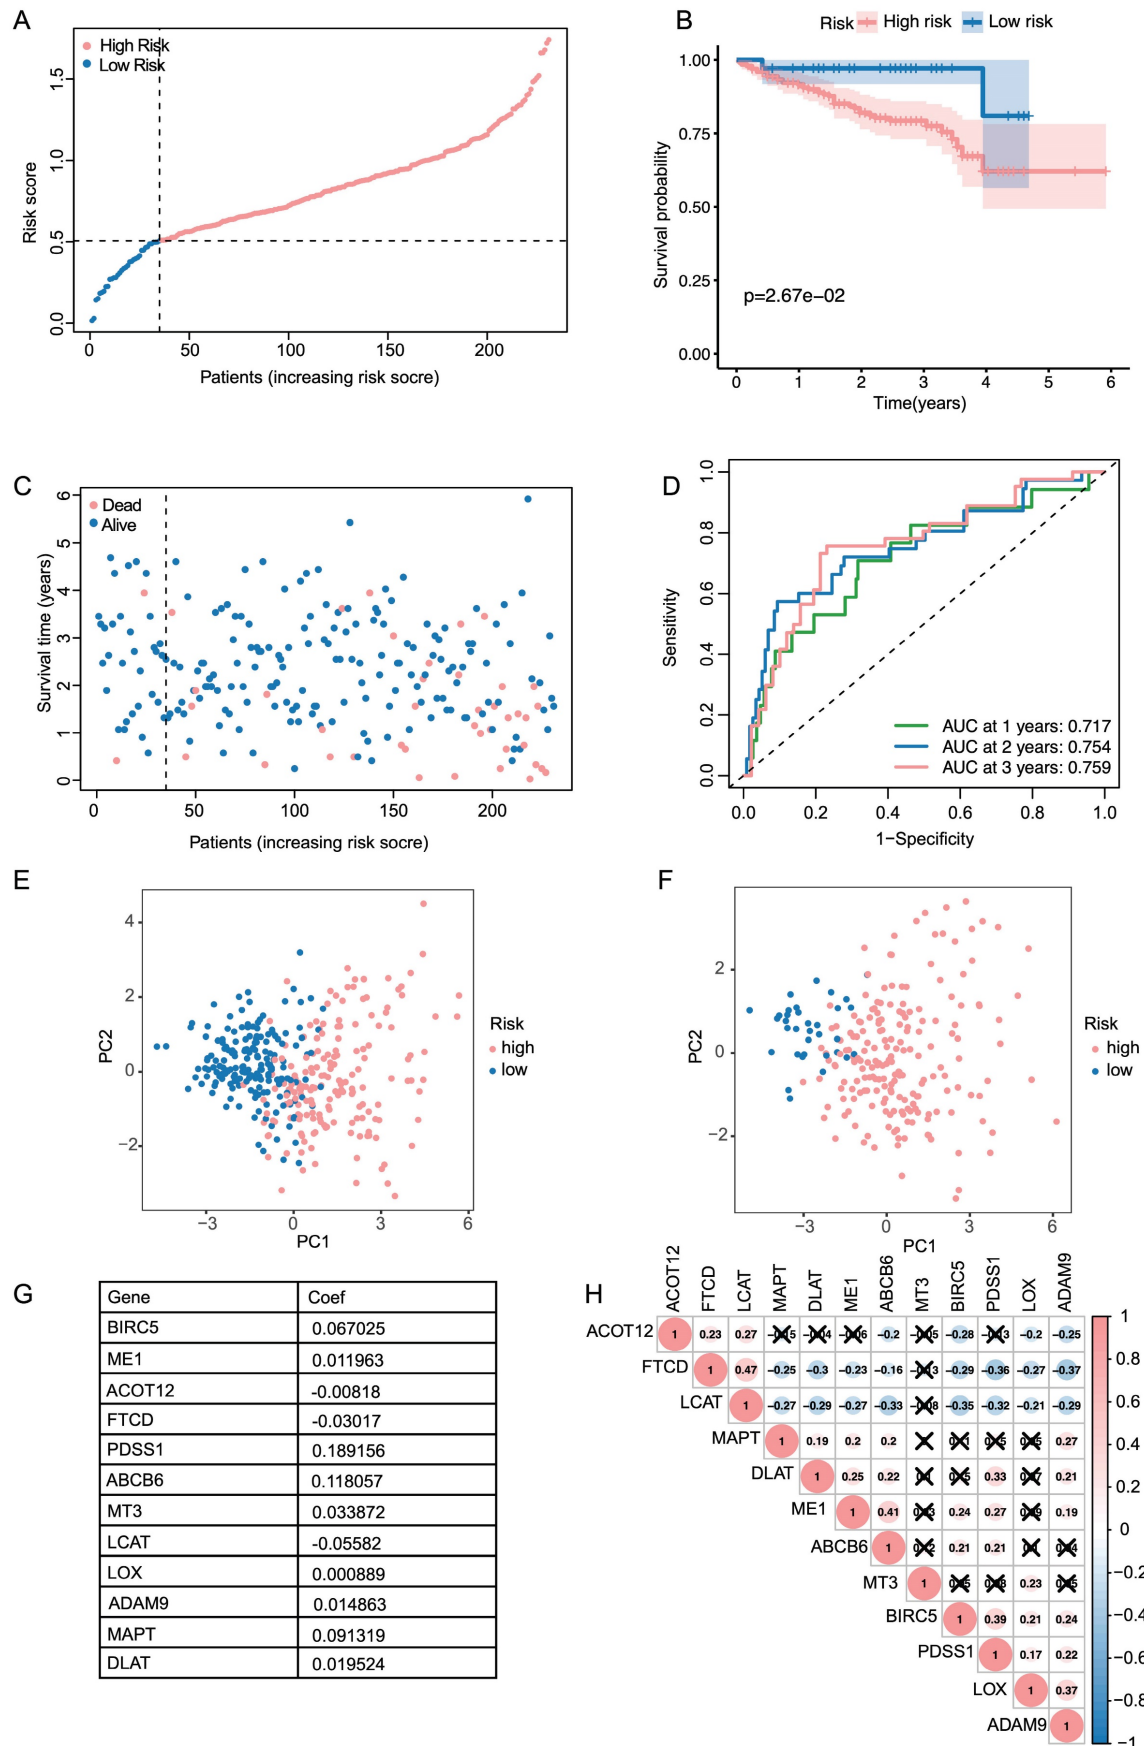 A
High Risk
Low Risk
Risk score
0.0
0.5
1.0
1.5
0
50
100
150
200
Patients (increasing risk socre)
B
Risk
High risk
Low risk
Survival probability
1.00
0.75
0.50
0.25
0.00
p=2.67e−02
0
1
2
3
4
5
6
Time(years)
C
Dead
Alive
Survival time (years)
6
5
4
3
2
1
0
0
50
100
150
200
Patients (increasing risk socre)
D
Sensitivity
1.0
0.8
0.6
0.4
0.2
0.0
AUC at 1 years: 0.717
AUC at 2 years: 0.754
AUC at 3 years: 0.759
0.0
0.2
0.4
0.6
0.8
1.0
1−Specificity
E
PC2
4
2
0
−2
−3
0
3
6
PC1
Risk
high
low
F
PC2
2
0
−2
−3
0
3
6
PC1
Risk
high
low
G
Gene Coef
BIRC5 0.067025
ME1 0.011963
ACOT12 -0.00818
FTCD -0.03017
PDSS1 0.189156
ABCB6 0.118057
MT3 0.033872
LCAT -0.05582
LOX 0.000889
ADAM9 0.014863
MAPT 0.091319
DLAT 0.019524
H
ACOT12 FTCD LCAT MAPT DLAT ME1 ABCB6 MT3 BIRC5 PDSS1 LOX ADAM9
ACOT12 1 0.23 0.27 −0.2 −0.28 −0.2 −0.25
FTCD 1 0.47 −0.25 −0.3 −0.23 −0.16 −0.29 −0.36 −0.27 −0.37
LCAT 1 −0.27 −0.29 −0.27 −0.33 −0.35 −0.32 −0.21 −0.29
MAPT 1 0.19 0.2 0.2 0.27
DLAT 1 0.25 0.22 0.33 0.21
ME1 1 0.41 0.24 0.27 0.19
ABCB6 1 0.21 0.21
MT3 1 0.23
BIRC5 1 0.39 0.21 0.24
PDSS1 1 0.17 0.22
LOX 1 0.37
ADAM9 1
1
0.8
0.6
0.4
0.2
0
−0.2
−0.4
−0.6
−0.8
−1